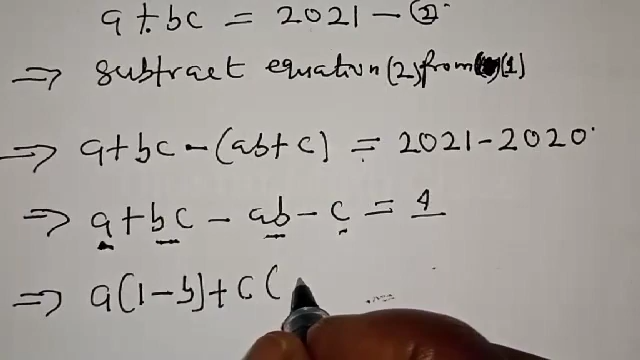 a + bc = 2021 — ②
⇒ subtract equation (2) from (1)
⇒ a + bc - (ab + c) = 2021 - 2020
⇒ a + bc - ab - c = 1
⇒ a(1 - b) + c(